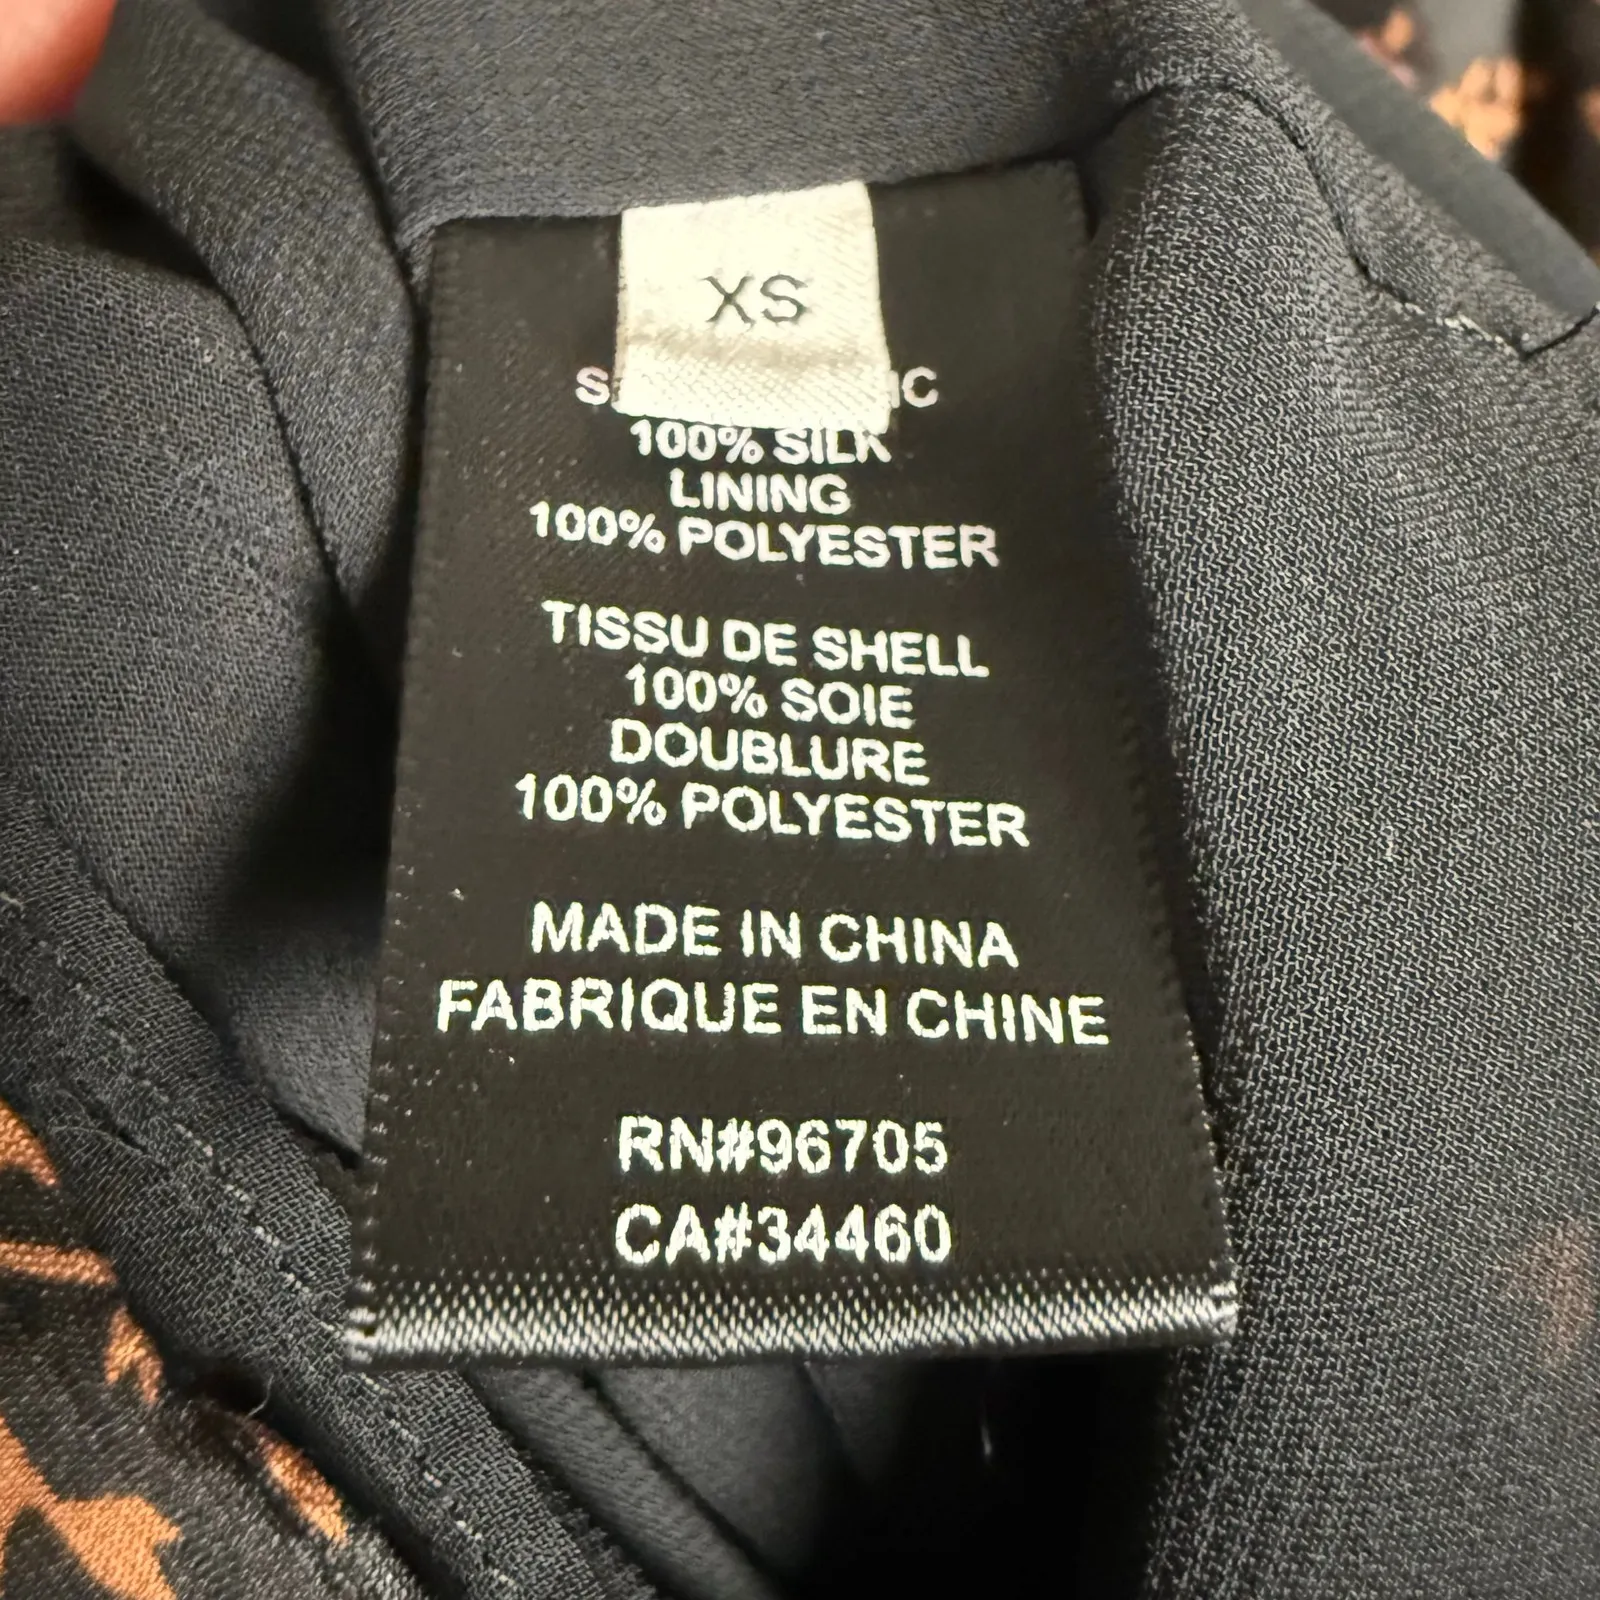 XS
100% SILK
LINING
100% POLYESTER
TISSU DE SHELL
100% SOIE
DOUBLURE
100% POLYESTER
MADE IN CHINA
FABRIQUE EN CHINE
RN#96705
CA#34460